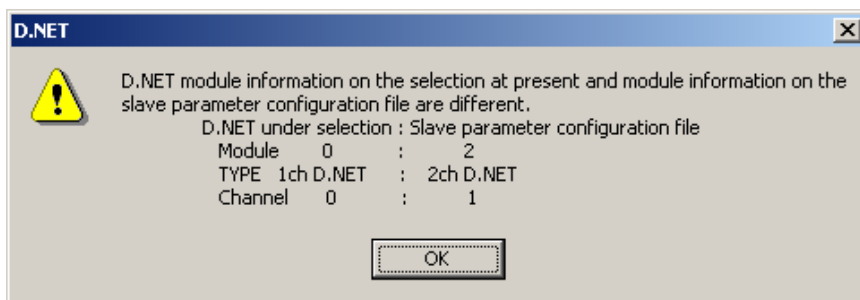 D.NET
D.NET module information on the selection at present and module information on the
slave parameter configuration file are different.
D.NET under selection : Slave parameter configuration file
Module 0 : 2
TYPE 1ch D.NET : 2ch D.NET
Channel 0 : 1
OK